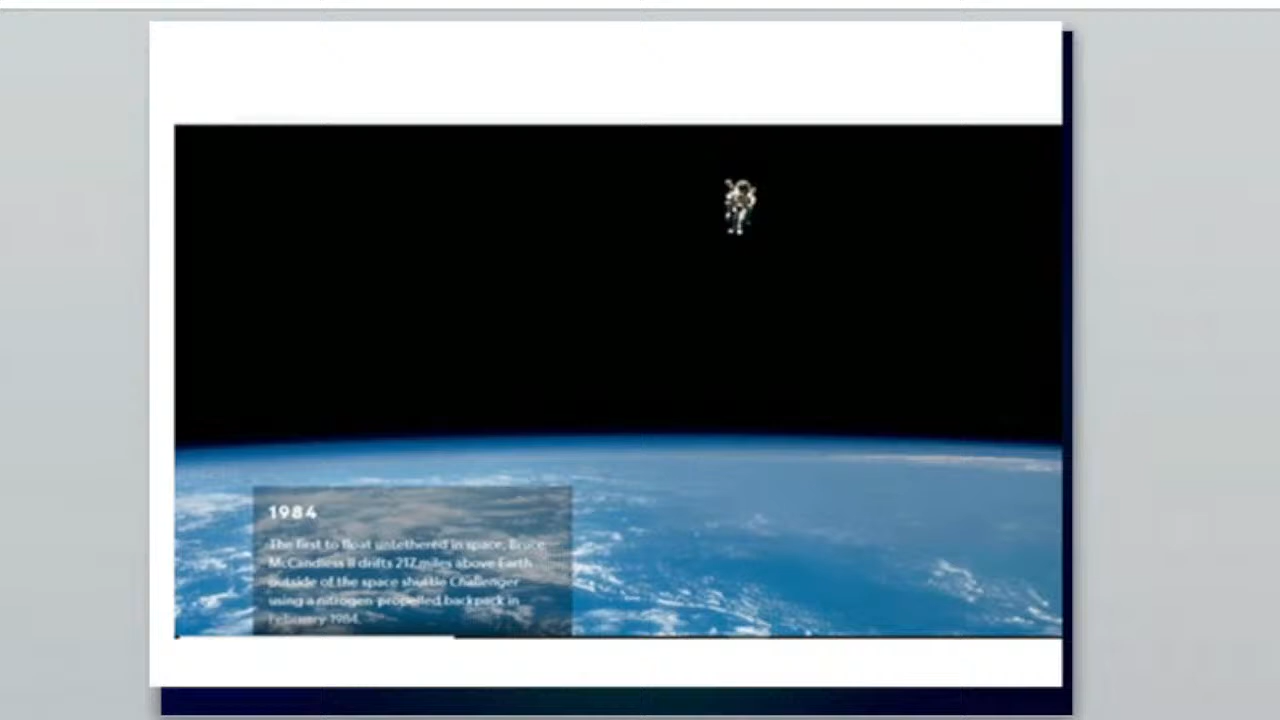 1984
The first to float untethered in space, Bruce
McCandless II drifts 217 miles above Earth
outside of the space shuttle Challenger
using a nitrogen-propelled backpack in
February 1984.